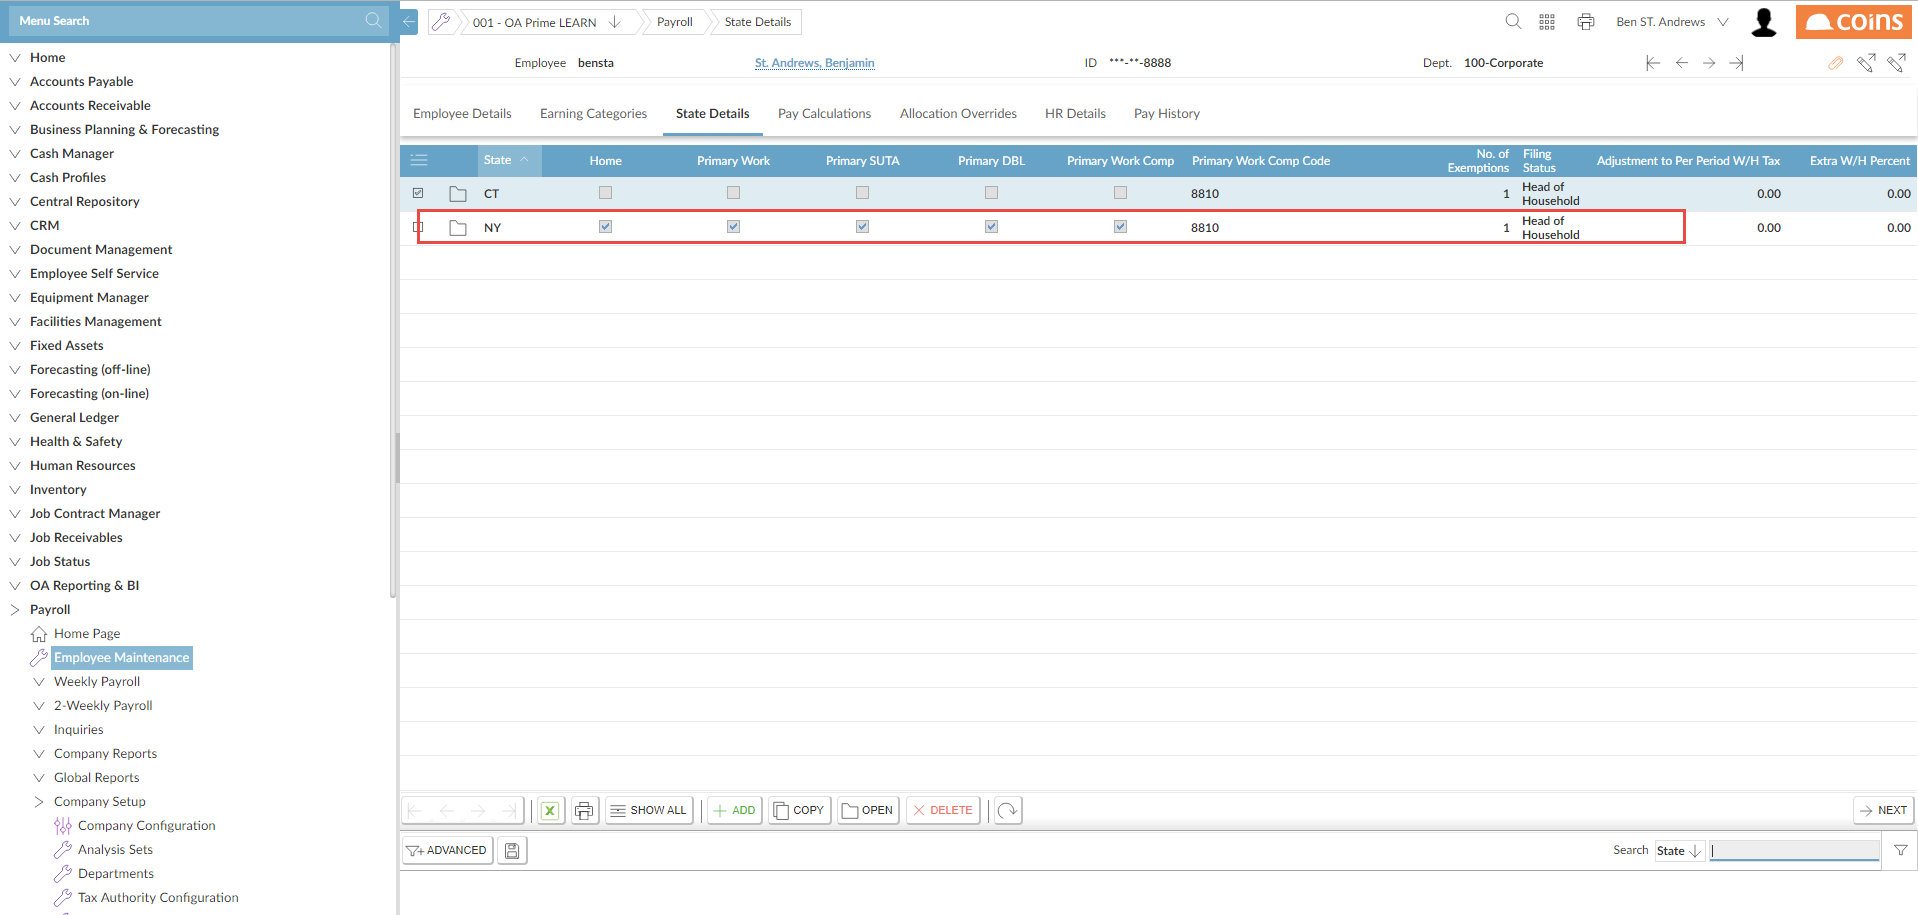 Menu Search
Home
Accounts Payable
Accounts Receivable
Business Planning & Forecasting
Cash Manager
Cash Profiles
Central Repository
CRM
Document Management
Employee Self Service
Equipment Manager
Facilities Management
Fixed Assets
Forecasting (off-line)
Forecasting (on-line)
General Ledger
Health & Safety
Human Resources
Inventory
Job Contract Manager
Job Receivables
Job Status
OA Reporting & BI
Payroll
Home Page
Employee Maintenance
Weekly Payroll
2-Weekly Payroll
Inquiries
Company Reports
Global Reports
Company Setup
Company Configuration
Analysis Sets
Departments
Tax Authority Configuration
001 - OA Prime LEARN Payroll State Details Ben ST. Andrews coins
Employee bensta St. Andrews, Benjamin ID ***-**-8888 Dept. 100-Corporate
Employee Details Earning Categories State Details Pay Calculations Allocation Overrides HR Details Pay History
State Home Primary Work Primary SUTA Primary DBL Primary Work Comp Primary Work Comp Code No. of Exemptions Filing Status Adjustment to Per Period W/H Tax Extra W/H Percent
CT 8810 1 Head of Household 0.00 0.00
NY 8810 1 Head of Household 0.00 0.00
SHOW ALL ADD COPY OPEN DELETE NEXT
ADVANCED Search State